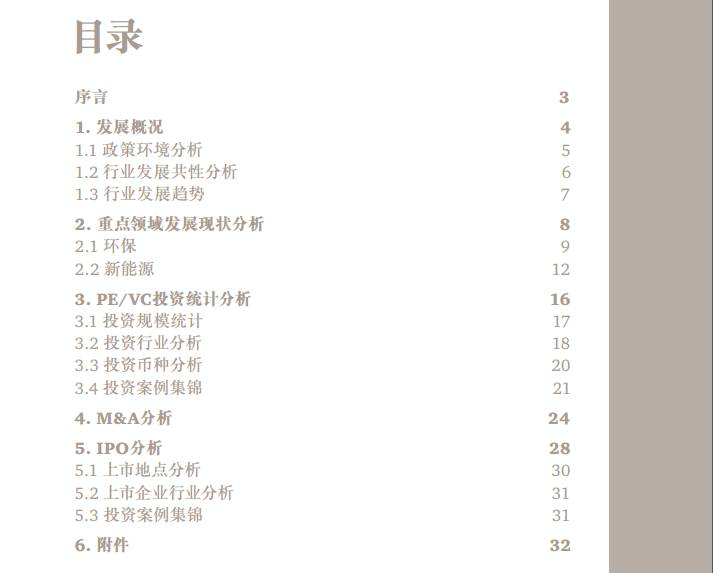 目录
序言 3
1. 发展概况 4
1.1 政策环境分析 5
1.2 行业发展共性分析 6
1.3 行业发展趋势 7
2. 重点领域发展现状分析 8
2.1 环保 9
2.2 新能源 12
3. PE/VC投资统计分析 16
3.1 投资规模统计 17
3.2 投资行业分析 18
3.3 投资币种分析 20
3.4 投资案例集锦 21
4. M&A分析 24
5. IPO分析 28
5.1 上市地点分析 30
5.2 上市企业行业分析 31
5.3 投资案例集锦 31
6. 附件 32